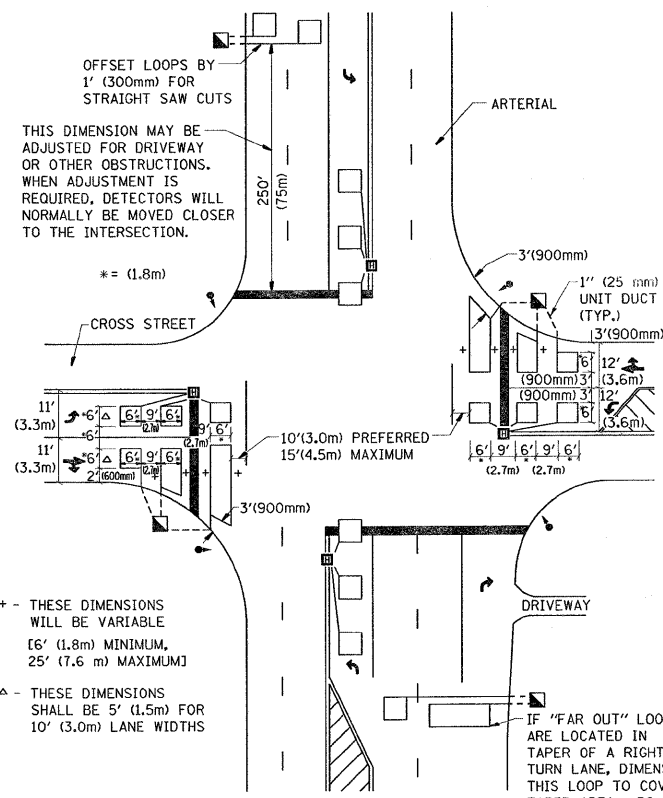 OFFSET LOOPS BY
1' (300mm) FOR
STRAIGHT SAW CUTS
ARTERIAL
THIS DIMENSION MAY BE
ADJUSTED FOR DRIVEWAY
OR OTHER OBSTRUCTIONS.
WHEN ADJUSTMENT IS
REQUIRED, DETECTORS WILL
NORMALLY BE MOVED CLOSER
TO THE INTERSECTION.
250'
(75m)
*= (1.8m)
3'(900mm)
1" (25 mm)
UNIT DUCT
(TYP.)
CROSS STREET
3'(900mm)
*6'
12'
(3.6m)
(900mm) 3'
(900mm) 3'
12'
*6'
(3.6m)
11'
(3.3m)
*6'
△
6'* 9' 6'*
(2.7m)
*6'
9' 6'
(2.7m) *
11'
(3.3m)
*6'
△
6'* 9' 6'*
(2.7m)
2' (600mm)
+ + + +
+ + + +
10'(3.0m) PREFERRED
15'(4.5m) MAXIMUM
6' 9' 6' 9' 6'
* (2.7m) * (2.7m) *
3'(900mm)
+ - THESE DIMENSIONS
WILL BE VARIABLE
[6' (1.8m) MINIMUM,
25' (7.6 m) MAXIMUM]
△ - THESE DIMENSIONS
SHALL BE 5' (1.5m) FOR
10' (3.0m) LANE WIDTHS
DRIVEWAY
IF "FAR OUT" LOO
ARE LOCATED IN
TAPER OF A RIGHT
TURN LANE, DIMENS
THIS LOOP TO COV